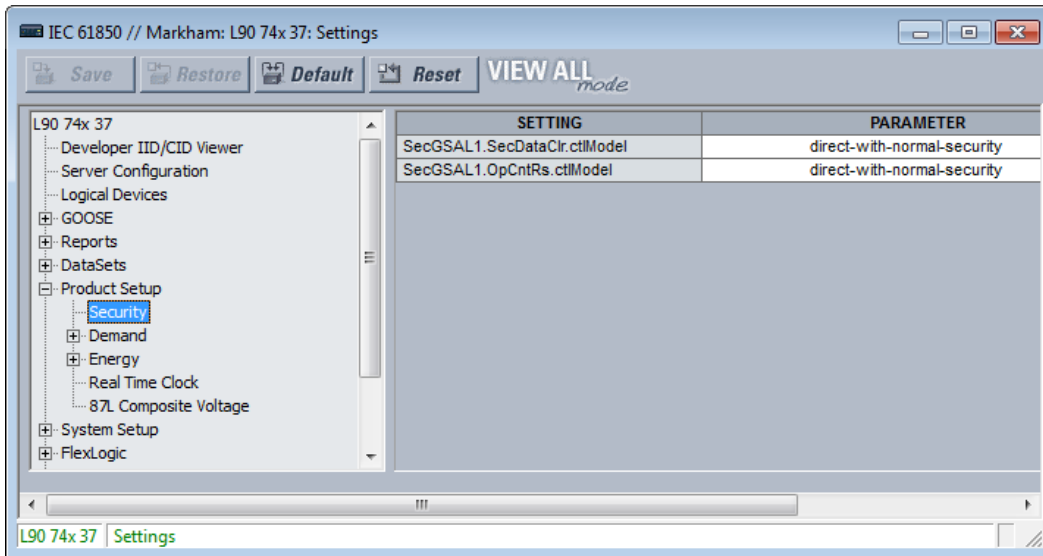 IEC 61850 // Markham: L90 74x 37: Settings
Save Restore Default Reset VIEW ALL mode
L90 74x 37
Developer IID/CID Viewer
Server Configuration
Logical Devices
GOOSE
Reports
DataSets
Product Setup
Security
Demand
Energy
Real Time Clock
87L Composite Voltage
System Setup
FlexLogic
SETTING PARAMETER
SecGSAL1.SecDataClr.ctlModel direct-with-normal-security
SecGSAL1.OpCntRs.ctlModel direct-with-normal-security
L90 74x 37 Settings